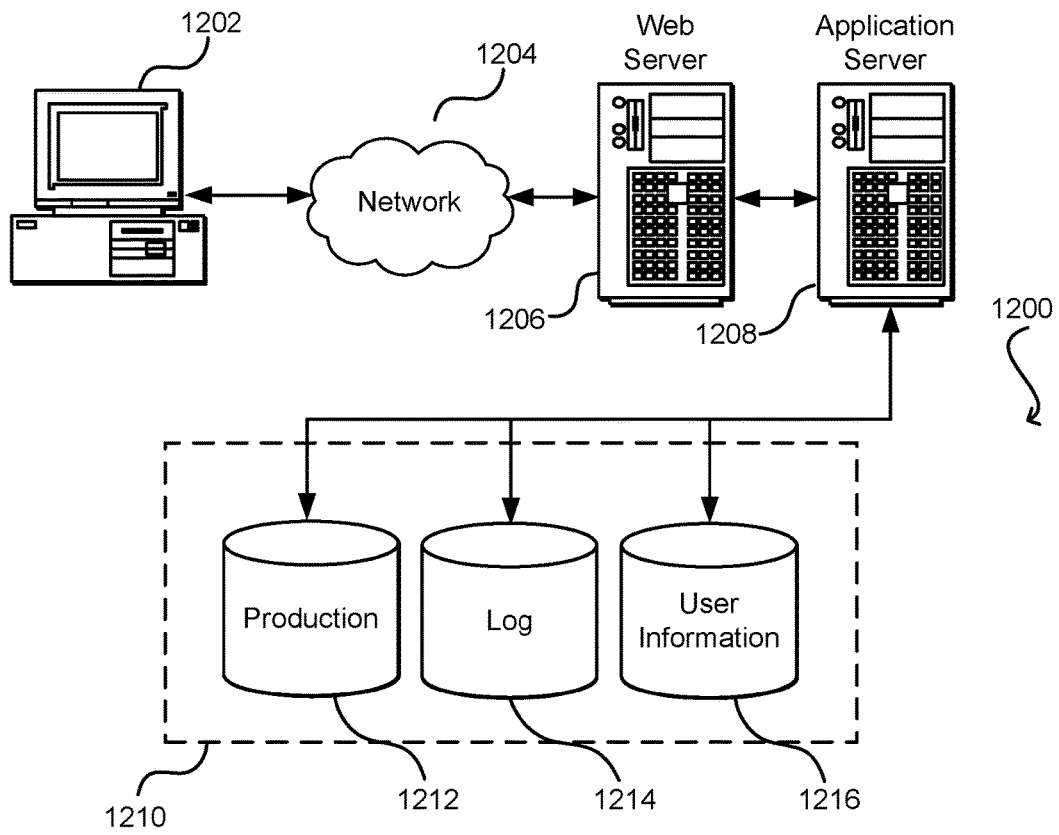 1202
1204
Web
Server
Application
Server
Network
1206
1208
1200
Production
Log
User
Information
1210
1212
1214
1216